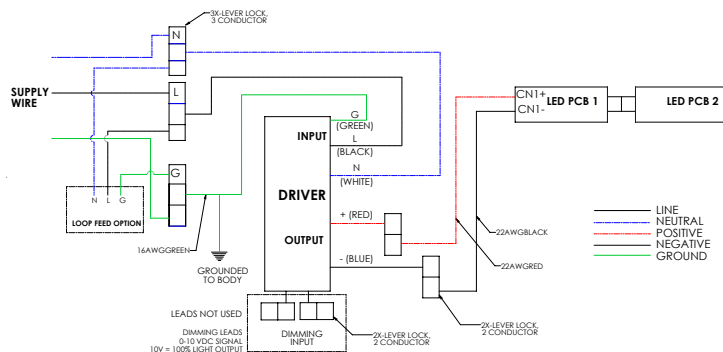 3X-LEVER LOCK,
3 CONDUCTOR
N
SUPPLY
WIRE
L
G
N L G
LOOP FEED OPTION
16AWGGREEN
GROUNDED
TO BODY
INPUT
DRIVER
OUTPUT
G
(GREEN)
L
(BLACK)
N
(WHITE)
+ (RED)
- (BLUE)
LEADS NOT USED
DIMMING LEADS
0-10 VDC SIGNAL
10V = 100% LIGHT OUTPUT
DIMMING
INPUT
2X-LEVER LOCK,
2 CONDUCTOR
2X-LEVER LOCK,
2 CONDUCTOR
CN1+
CN1-
LED PCB 1
LED PCB 2
22AWGBLACK
22AWGRED
LINE
NEUTRAL
POSITIVE
NEGATIVE
GROUND